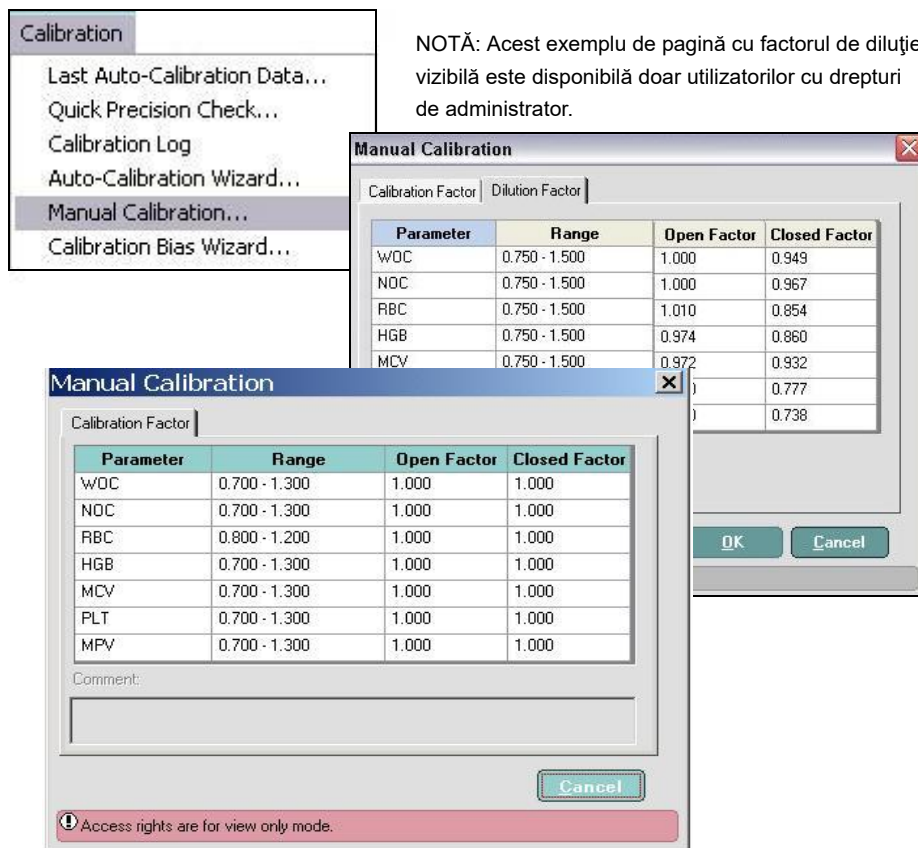 Calibration
Last Auto-Calibration Data...
Quick Precision Check...
Calibration Log
Auto-Calibration Wizard...
Manual Calibration...
Calibration Bias Wizard...
NOTĂ: Acest exemplu de pagină cu factorul de diluţie
vizibilă este disponibilă doar utilizatorilor cu drepturi
de administrator.
Manual Calibration
Calibration Factor Dilution Factor
Parameter Range Open Factor Closed Factor
WOC 0.750 - 1.500 1.000 0.949
NOC 0.750 - 1.500 1.000 0.967
RBC 0.750 - 1.500 1.010 0.854
HGB 0.750 - 1.500 0.974 0.860
MCV 0.750 - 1.500 0.972 0.932
0.777
0.738
OK Cancel
Manual Calibration
Calibration Factor
Parameter Range Open Factor Closed Factor
WOC 0.700 - 1.300 1.000 1.000
NOC 0.700 - 1.300 1.000 1.000
RBC 0.800 - 1.200 1.000 1.000
HGB 0.700 - 1.300 1.000 1.000
MCV 0.700 - 1.300 1.000 1.000
PLT 0.700 - 1.300 1.000 1.000
MPV 0.700 - 1.300 1.000 1.000
Comment:
Cancel
Access rights are for view only mode.